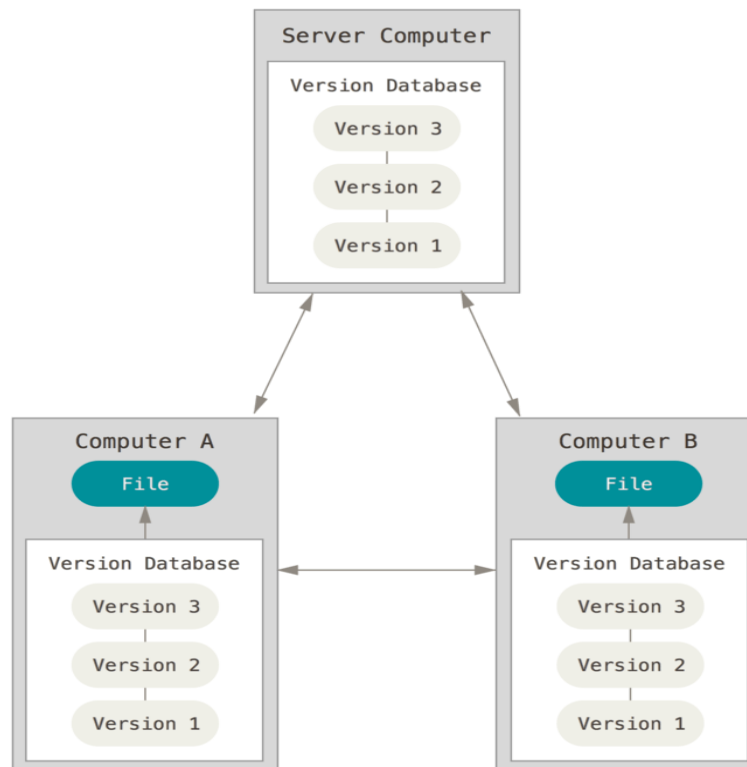 Server Computer
Version Database
Version 3
Version 2
Version 1
Computer A
File
Version Database
Version 3
Version 2
Version 1
Computer B
File
Version Database
Version 3
Version 2
Version 1